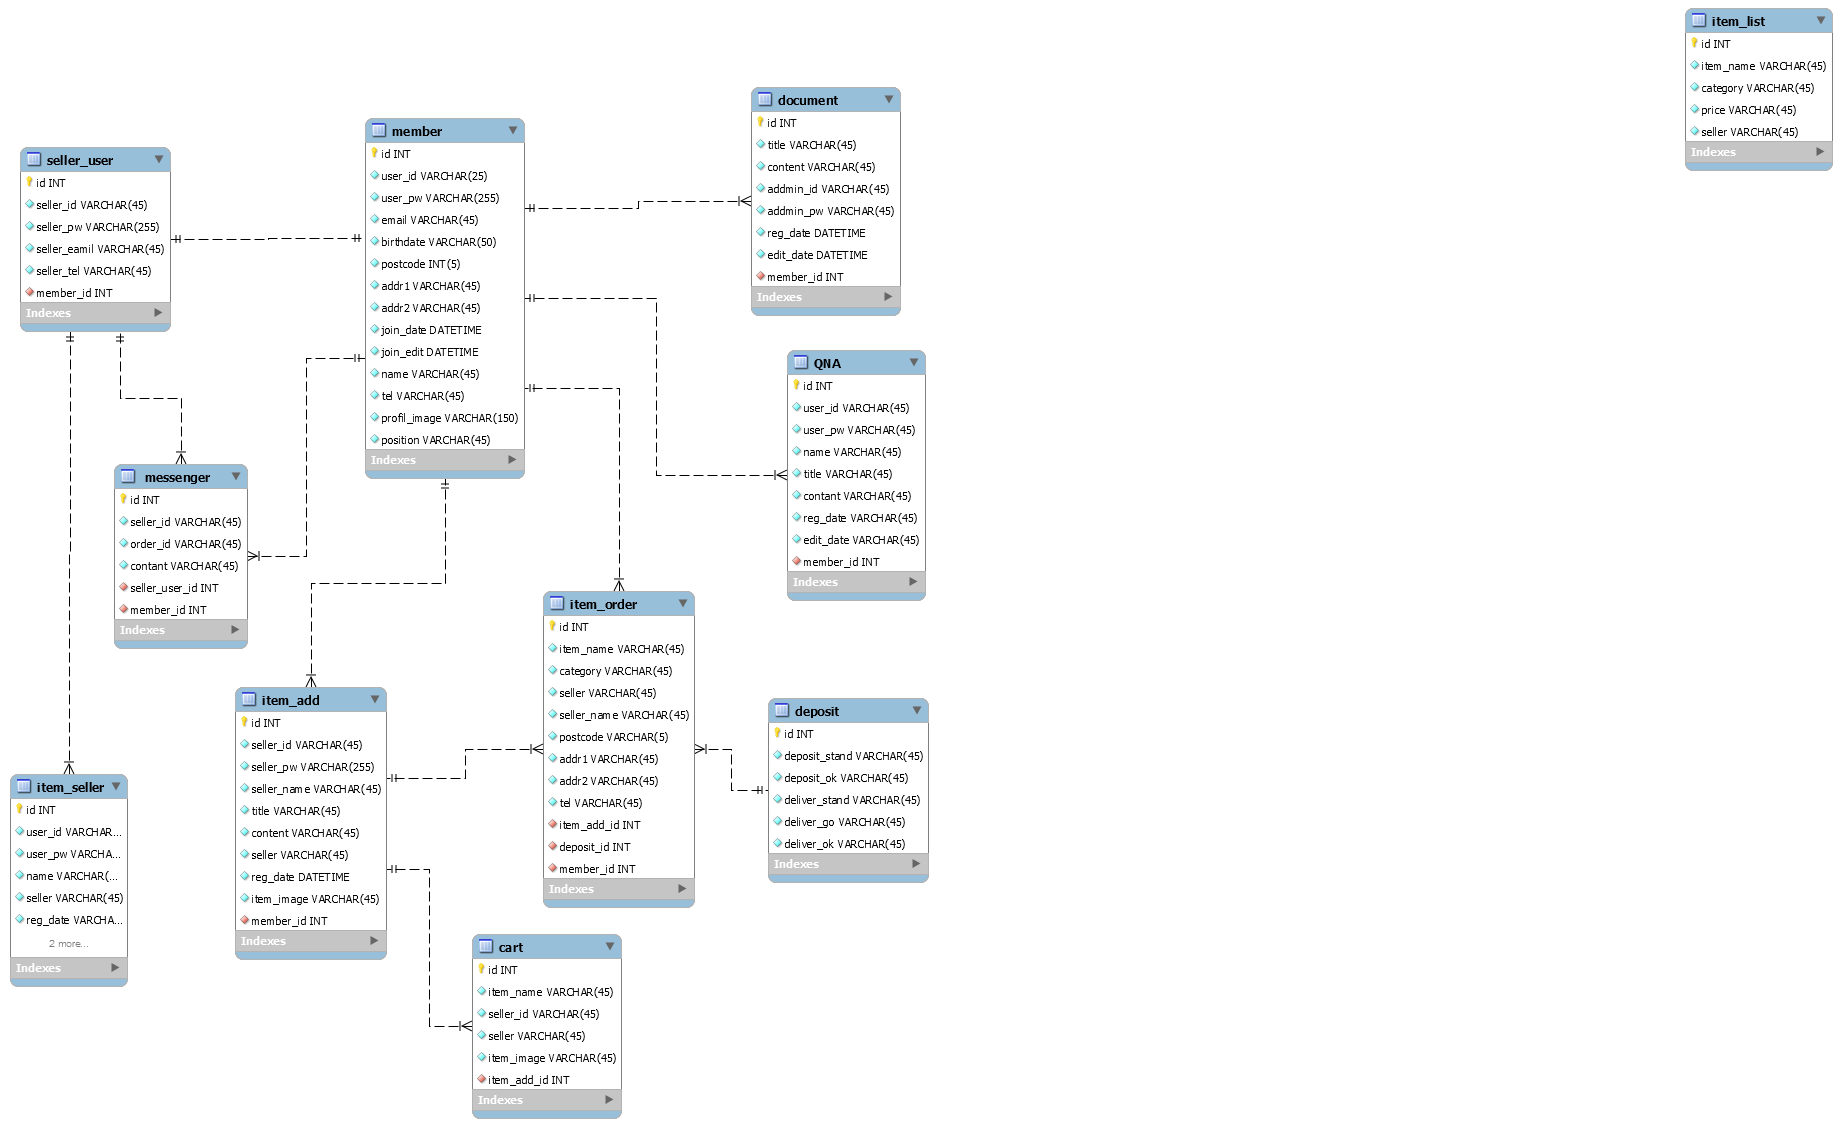 item_list
id INT
item_name VARCHAR(45)
category VARCHAR(45)
price VARCHAR(45)
seller VARCHAR(45)
Indexes
document
id INT
title VARCHAR(45)
content VARCHAR(45)
addmin_id VARCHAR(45)
addmin_pw VARCHAR(45)
reg_date DATETIME
edit_date DATETIME
member_id INT
Indexes
member
id INT
user_id VARCHAR(25)
user_pw VARCHAR(255)
email VARCHAR(45)
birthdate VARCHAR(50)
postcode INT(5)
addr1 VARCHAR(45)
addr2 VARCHAR(45)
join_date DATETIME
join_edit DATETIME
name VARCHAR(45)
tel VARCHAR(45)
profil_image VARCHAR(150)
position VARCHAR(45)
Indexes
seller_user
id INT
seller_id VARCHAR(45)
seller_pw VARCHAR(255)
seller_eamil VARCHAR(45)
seller_tel VARCHAR(45)
member_id INT
Indexes
QNA
id INT
user_id VARCHAR(45)
user_pw VARCHAR(45)
name VARCHAR(45)
title VARCHAR(45)
contant VARCHAR(45)
reg_date VARCHAR(45)
edit_date VARCHAR(45)
member_id INT
Indexes
messenger
id INT
seller_id VARCHAR(45)
order_id VARCHAR(45)
contant VARCHAR(45)
seller_user_id INT
member_id INT
Indexes
item_order
id INT
item_name VARCHAR(45)
category VARCHAR(45)
seller VARCHAR(45)
seller_name VARCHAR(45)
postcode VARCHAR(5)
addr1 VARCHAR(45)
addr2 VARCHAR(45)
tel VARCHAR(45)
item_add_id INT
deposit_id INT
member_id INT
Indexes
item_add
id INT
seller_id VARCHAR(45)
seller_pw VARCHAR(255)
seller_name VARCHAR(45)
title VARCHAR(45)
content VARCHAR(45)
seller VARCHAR(45)
reg_date DATETIME
item_image VARCHAR(45)
member_id INT
Indexes
deposit
id INT
deposit_stand VARCHAR(45)
deposit_ok VARCHAR(45)
deliver_stand VARCHAR(45)
deliver_go VARCHAR(45)
deliver_ok VARCHAR(45)
Indexes
item_seller
id INT
user_id VARCHAR...
user_pw VARCHA...
name VARCHAR(...
seller VARCHAR(45)
reg_date VARCHA...
2 more...
Indexes
cart
id INT
item_name VARCHAR(45)
seller_id VARCHAR(45)
seller VARCHAR(45)
item_image VARCHAR(45)
item_add_id INT
Indexes